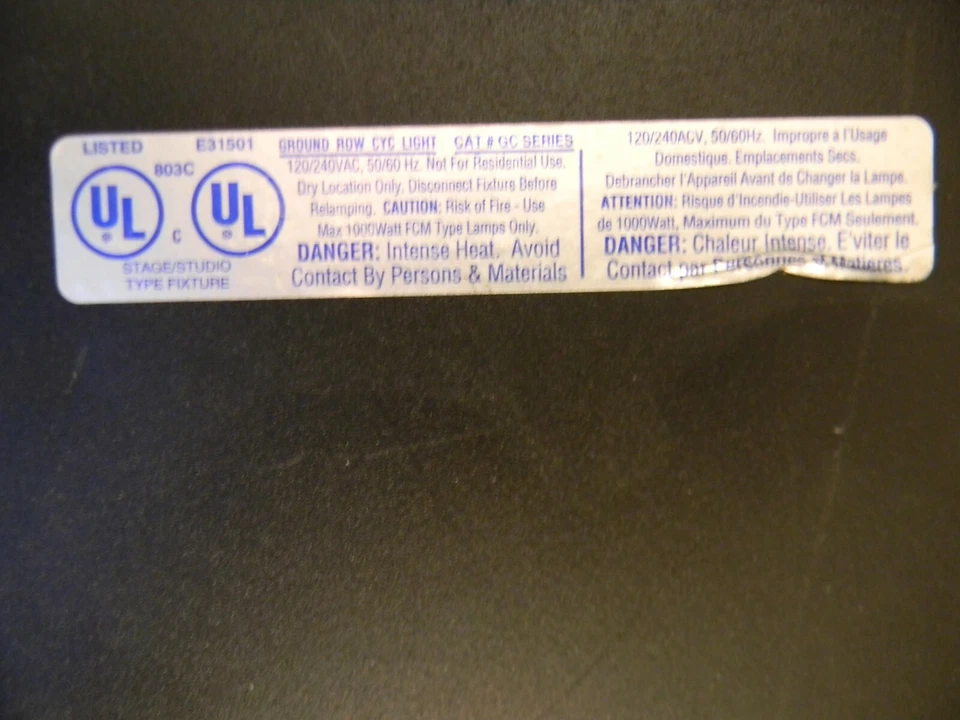 LISTED E31501
803C
UL
®
C
UL
®
STAGE/STUDIO
TYPE FIXTURE
GROUND ROW CYC LIGHT CAT # GC SERIES
120/240VAC, 50/60 Hz. Not For Residential Use.
Dry Location Only. Disconnect Fixture Before
Relamping. CAUTION: Risk of Fire - Use
Max 1000Watt FCM Type Lamps Only.
DANGER: Intense Heat. Avoid
Contact By Persons & Materials
120/240ACV, 50/60Hz. Impropre a l'Usage
Domestique. Emplacements Secs.
Debrancher l'Appareil Avant de Changer la Lampe.
ATTENTION: Risque d'Incendie-Utiliser Les Lampes
de 1000Watt, Maximum du Type FCM Seulement.
DANGER: Chaleur Intense. E'viter le
Contact par Personnes et Matieres.